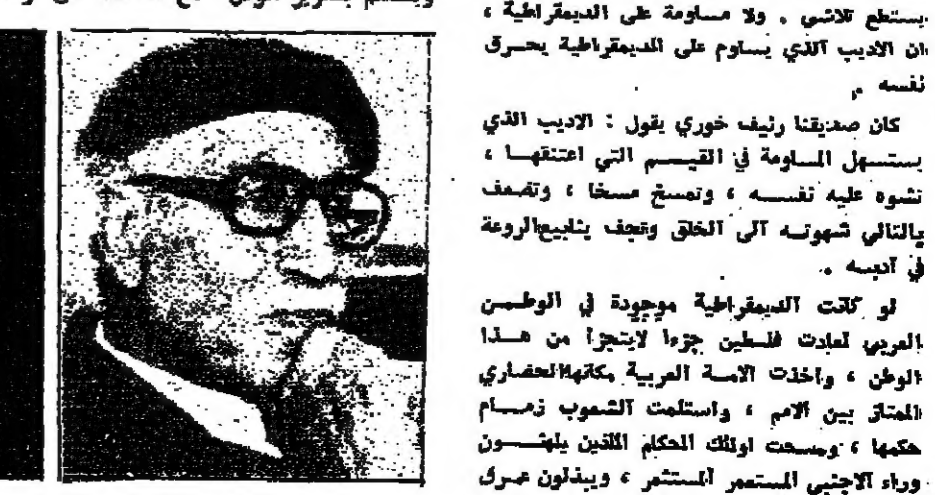 يستطع تلاشي . ولا مساومة على الديمقراطية ،
ان الاديب الذي يساوم على الديمقراطية يحرق
نفسه .
كان صديقنا رئيف خوري يقول : الاديب الذي
يستسهل المساومة في القيم التي اعتنقها ،
تشوه عليه نفسه ، وتمسخ مسخا ، وتضعف
بالتالي شهوته الى الخلق وتجف ينابيع الروعة
في أدبه .
لو كانت الديمقراطية موجودة في الوطن
العربي لعادت فلسطين جزءا لايتجزأ من هذا
الوطن ، واخذت الامة العربية مكانها الحضاري
الممتاز بين الامم ، واستلمت الشعوب زمام
حكمها ، ومسحت اولئك الحكام الذين يلهثون
وراء الاجنبي المستعمر المستثمر ، ويبذلون عرق